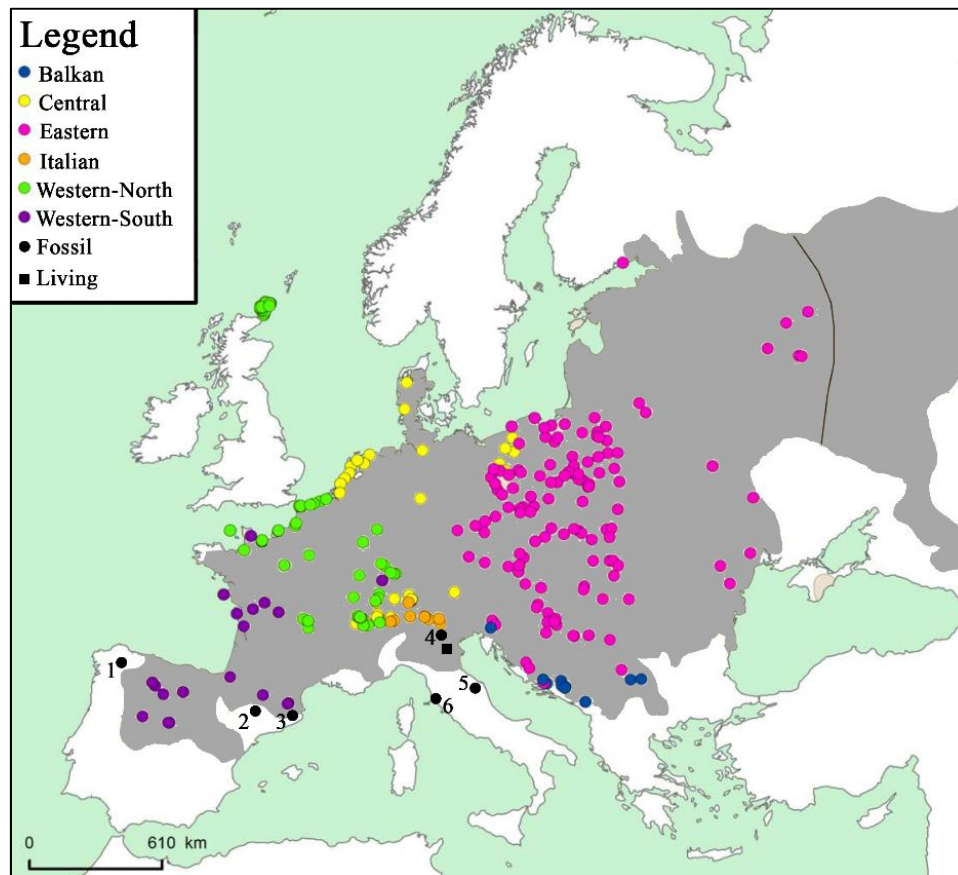 Legend
Balkan
Central
Eastern
Italian
Western-North
Western-South
Fossil
Living
1
2
3
4
5
6
0 610 km